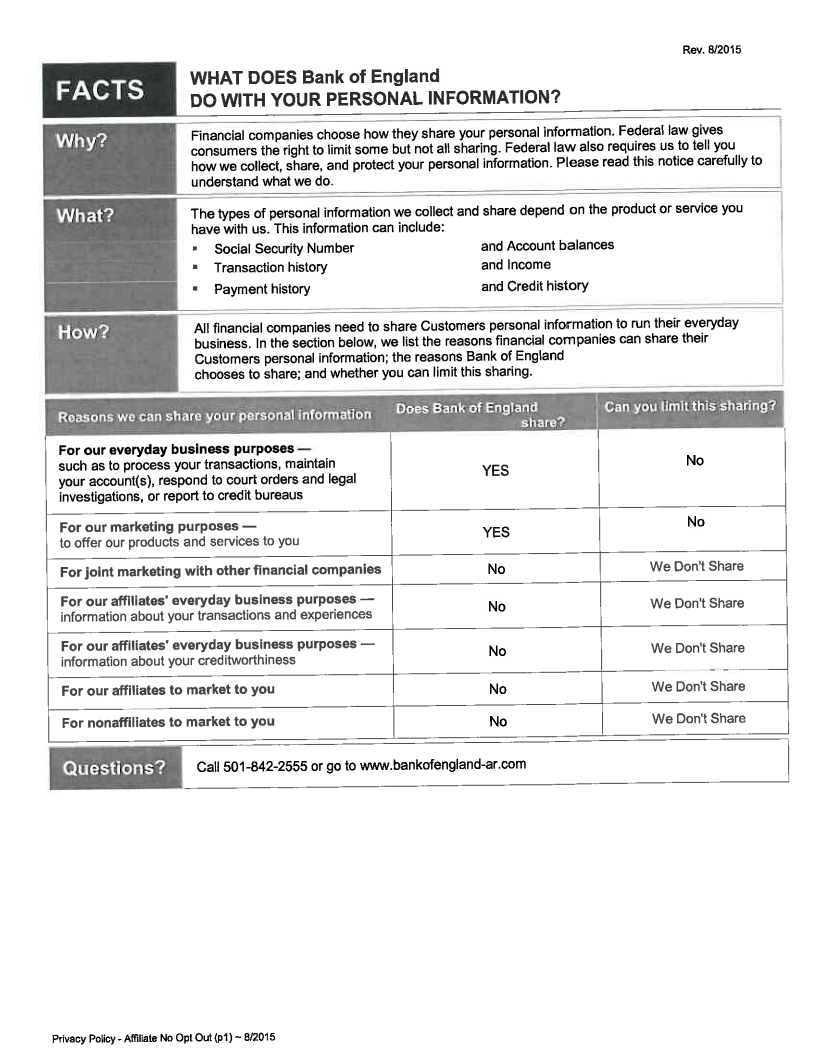 Rev. 8/2015
FACTS
WHAT DOES Bank of England
DO WITH YOUR PERSONAL INFORMATION?
Why?
Financial companies choose how they share your personal information. Federal law gives
consumers the right to limit some but not all sharing. Federal law also requires us to tell you
how we collect, share, and protect your personal information. Please read this notice carefully to
understand what we do.
What?
The types of personal information we collect and share depend on the product or service you
have with us. This information can include:
▪ Social Security Number and Account balances
▪ Transaction history and Income
▪ Payment history and Credit history
How?
All financial companies need to share Customers personal information to run their everyday
business. In the section below, we list the reasons financial companies can share their
Customers personal information; the reasons Bank of England
chooses to share; and whether you can limit this sharing.
Reasons we can share your personal information
Does Bank of England
share?
Can you limit this sharing?
For our everyday business purposes —
such as to process your transactions, maintain
your account(s), respond to court orders and legal
investigations, or report to credit bureaus
YES
No
For our marketing purposes —
to offer our products and services to you
YES
No
For joint marketing with other financial companies
No
We Don't Share
For our affiliates' everyday business purposes —
information about your transactions and experiences
No
We Don't Share
For our affiliates' everyday business purposes —
information about your creditworthiness
No
We Don't Share
For our affiliates to market to you
No
We Don't Share
For nonaffiliates to market to you
No
We Don't Share
Questions?
Call 501-842-2555 or go to www.bankofengland-ar.com
Privacy Policy - Affiliate No Opt Out (p1) ~ 8/2015